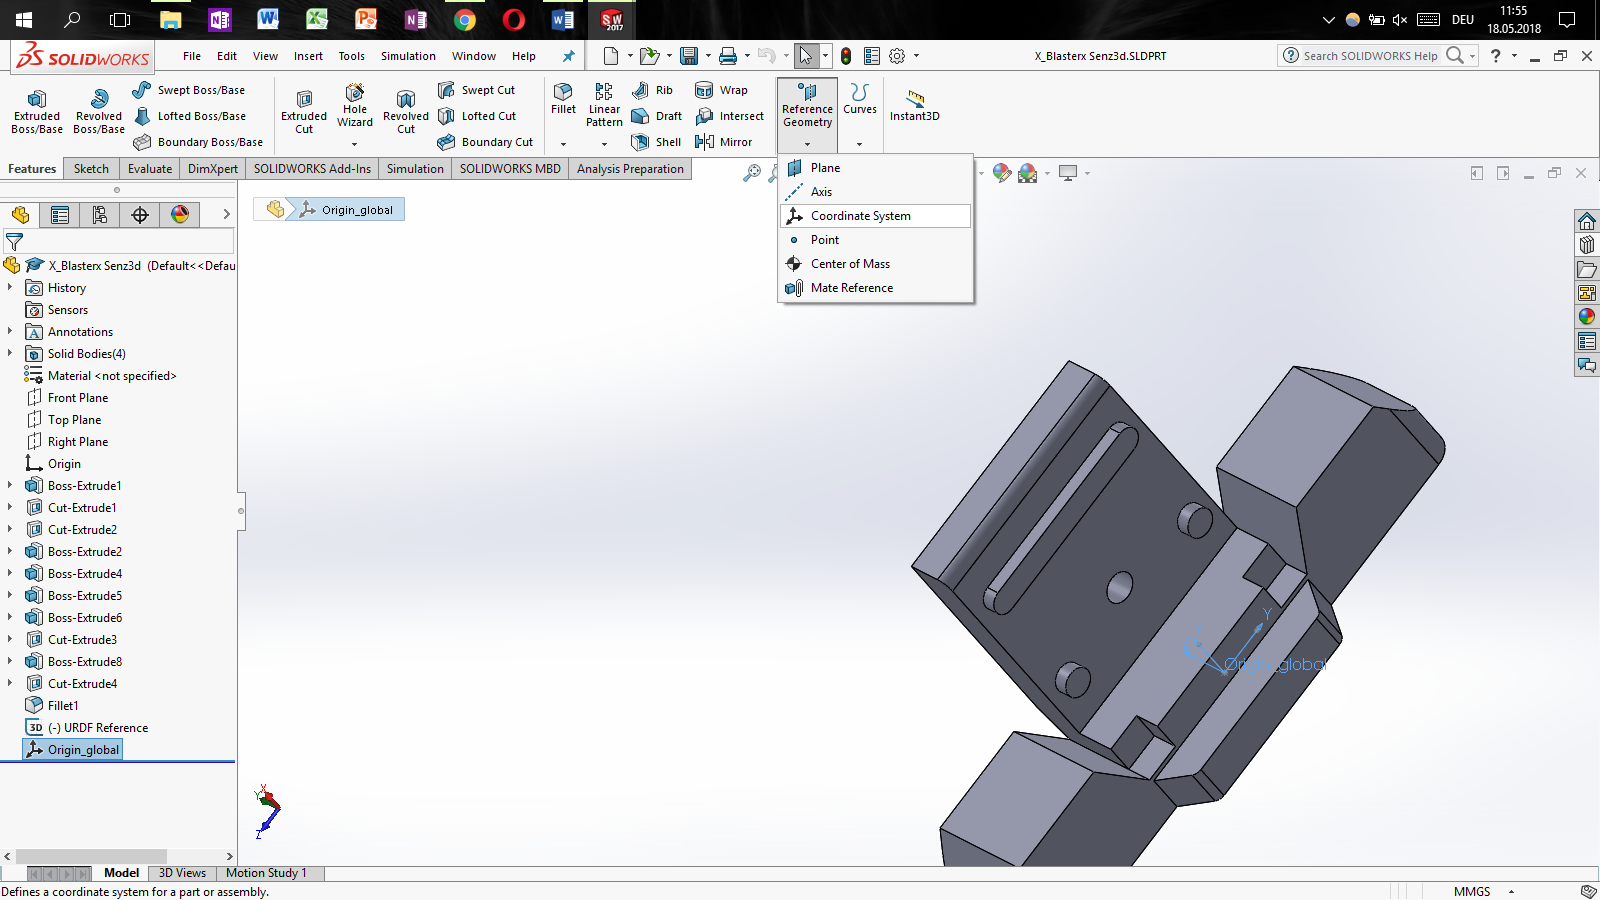 SW 2017
DEU
11:55
18.05.2018
SOLIDWORKS
File Edit View Insert Tools Simulation Window Help
X_Blasterx Senz3d.SLDPRT
Search SOLIDWORKS Help
Extruded Boss/Base
Revolved Boss/Base
Swept Boss/Base
Lofted Boss/Base
Boundary Boss/Base
Extruded Cut
Hole Wizard
Revolved Cut
Swept Cut
Lofted Cut
Boundary Cut
Fillet
Linear Pattern
Rib
Draft
Shell
Wrap
Intersect
Mirror
Reference Geometry
Curves
Instant3D
Features Sketch Evaluate DimXpert SOLIDWORKS Add-Ins Simulation SOLIDWORKS MBD Analysis Preparation
Plane
Axis
Coordinate System
Point
Center of Mass
Mate Reference
Origin_global
X_Blasterx Senz3d (Default<<Defau
History
Sensors
Annotations
Solid Bodies(4)
Material <not specified>
Front Plane
Top Plane
Right Plane
Origin
Boss-Extrude1
Cut-Extrude1
Cut-Extrude2
Boss-Extrude2
Boss-Extrude4
Boss-Extrude5
Boss-Extrude6
Cut-Extrude3
Boss-Extrude8
Cut-Extrude4
Fillet1
3D (-) URDF Reference
Origin_global
Y
Origin_global
X
Y
Z
Model 3D Views Motion Study 1
Defines a coordinate system for a part or assembly.
MMGS